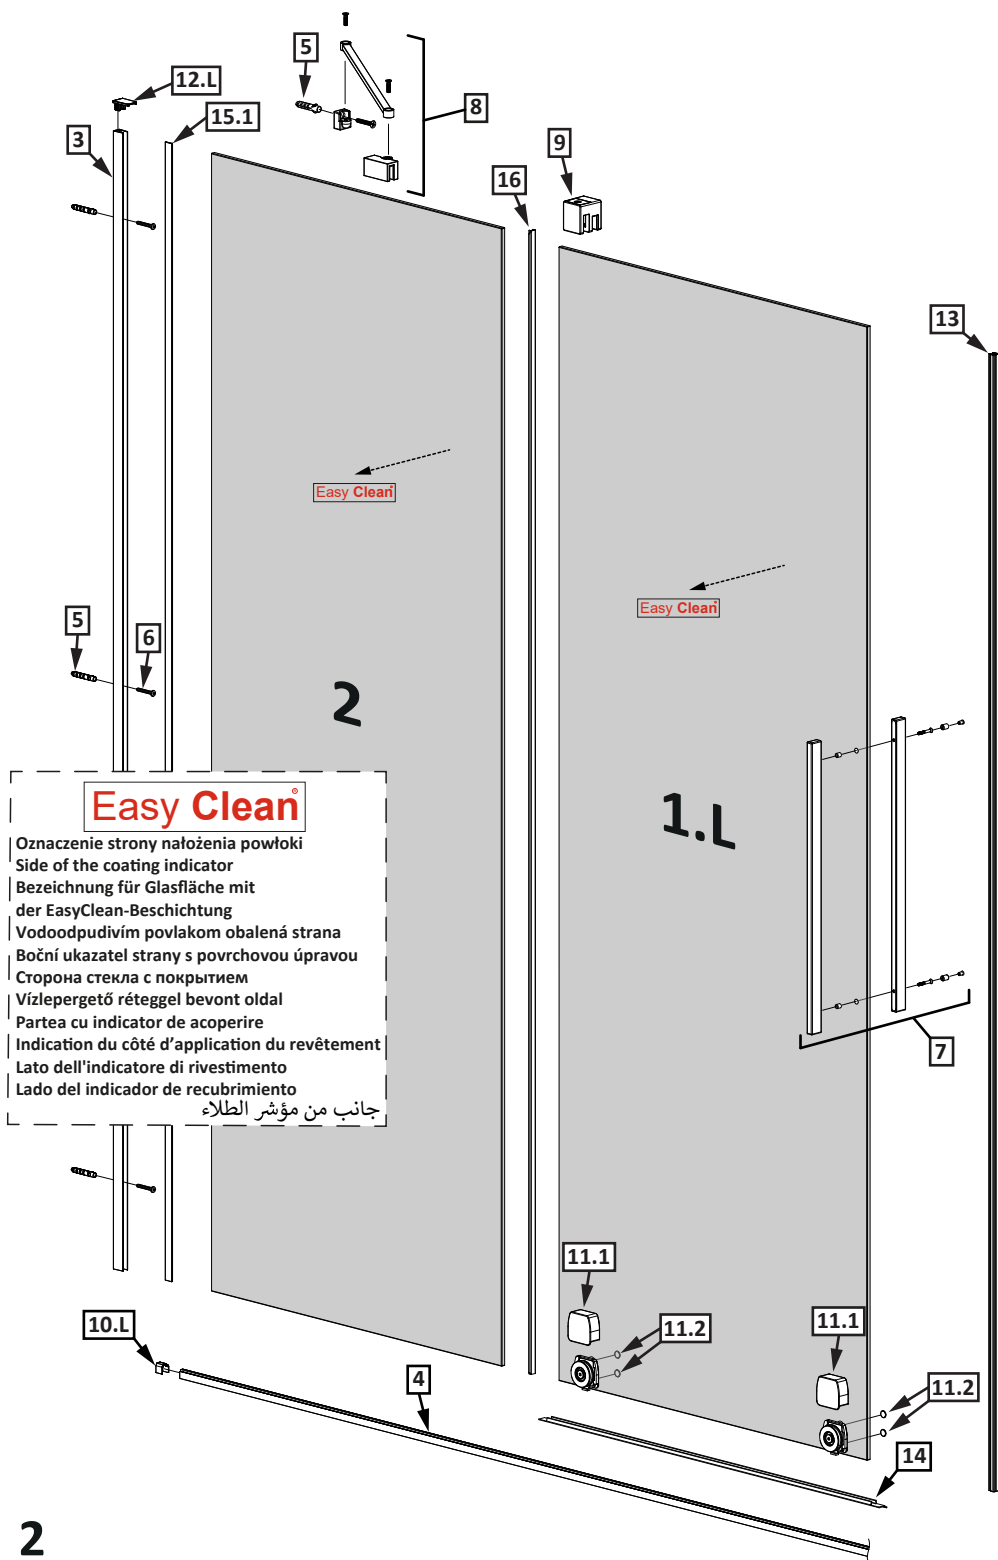 5
12.L
8
15.1
3
9
16
13
Easy Clean
Easy Clean
5
6
2
Easy Clean®
1.L
Oznaczenie strony nałożenia powłoki
Side of the coating indicator
Bezeichnung für Glasfläche mit
der EasyClean-Beschichtung
Vodoodpudivím povlakom obalená strana
Boční ukazatel strany s povrchovou úpravou
Сторона стекла с покрытием
Vízlepergető réteggel bevont oldal
Partea cu indicator de acoperire
Indication du côté d'application du revêtement
Lato dell'indicatore di rivestimento
Lado del indicador de recubrimiento
جانب من مؤشر الطلاء
7
11.1
10.L
11.2
11.1
4
11.2
14
2